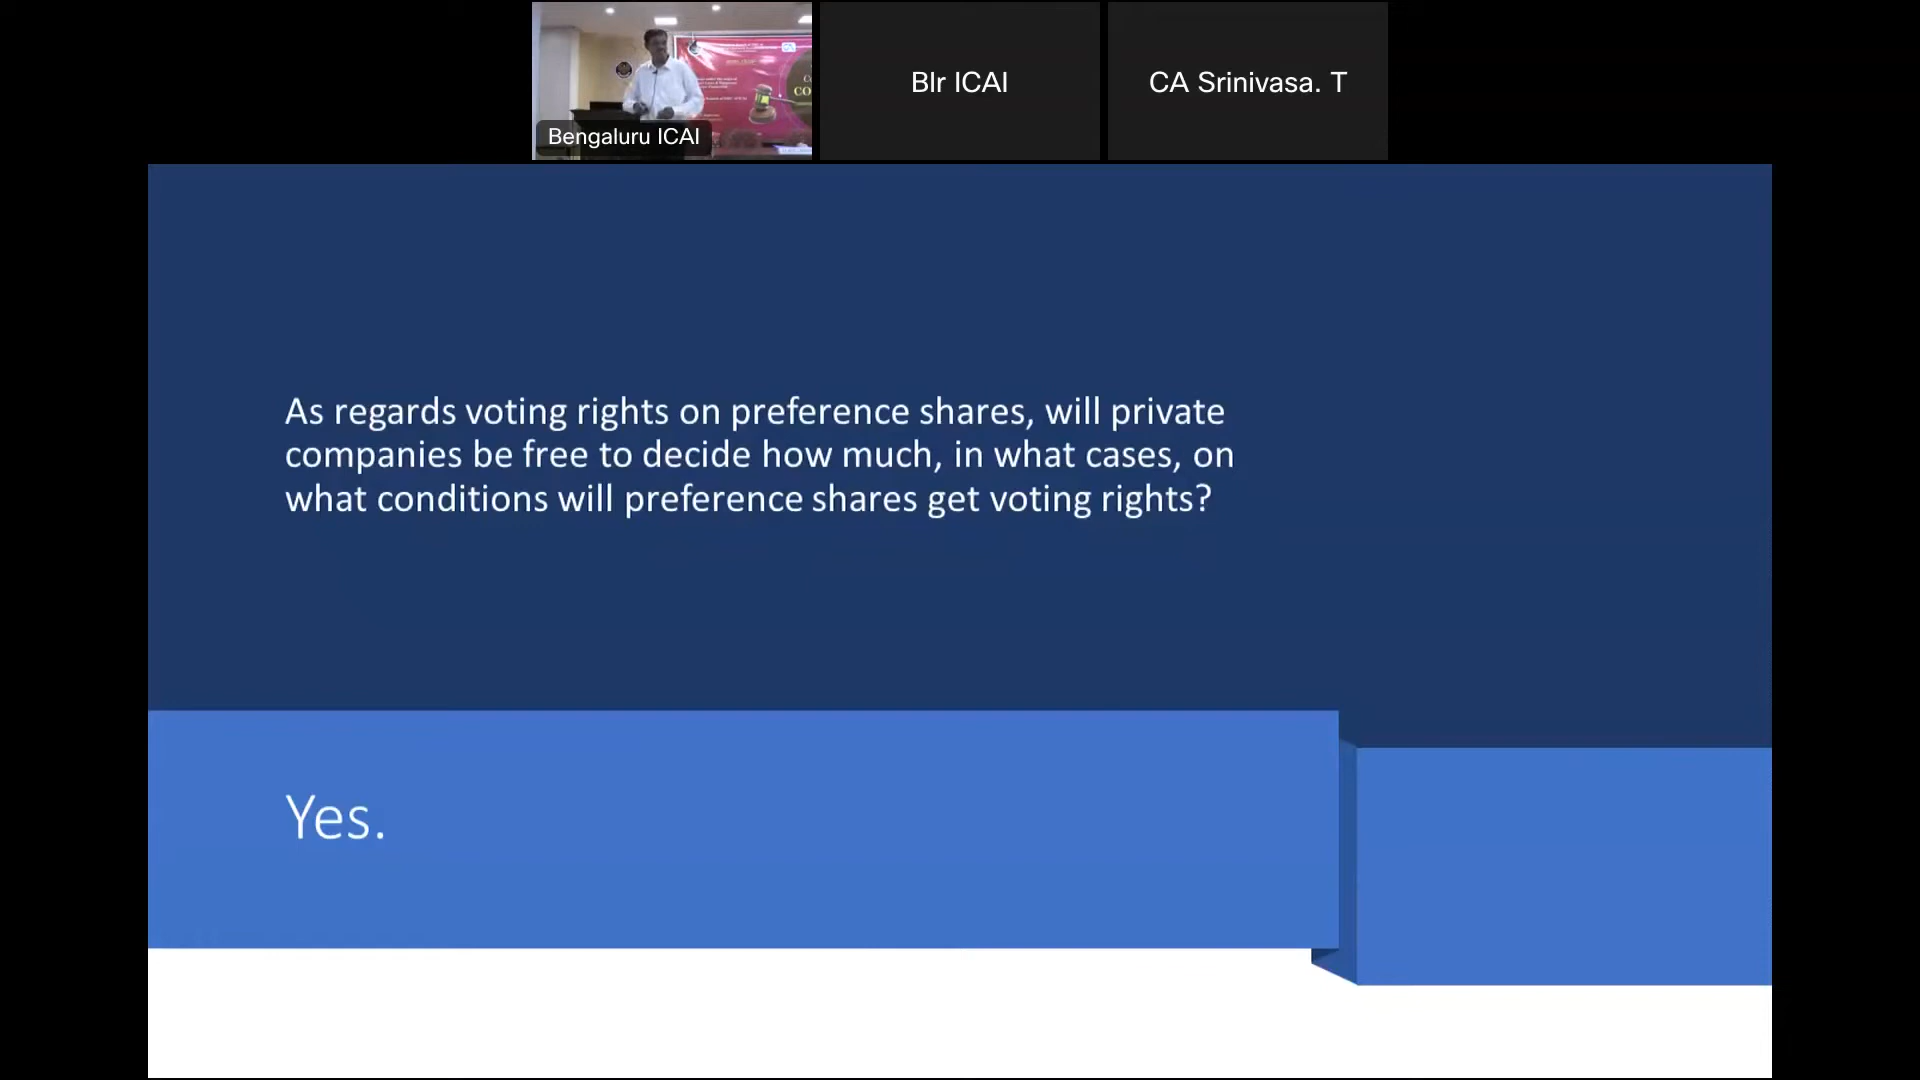 Bengaluru ICAI
Blr ICAI
CA Srinivasa. T
As regards voting rights on preference shares, will private
companies be free to decide how much, in what cases, on
what conditions will preference shares get voting rights?
Yes.